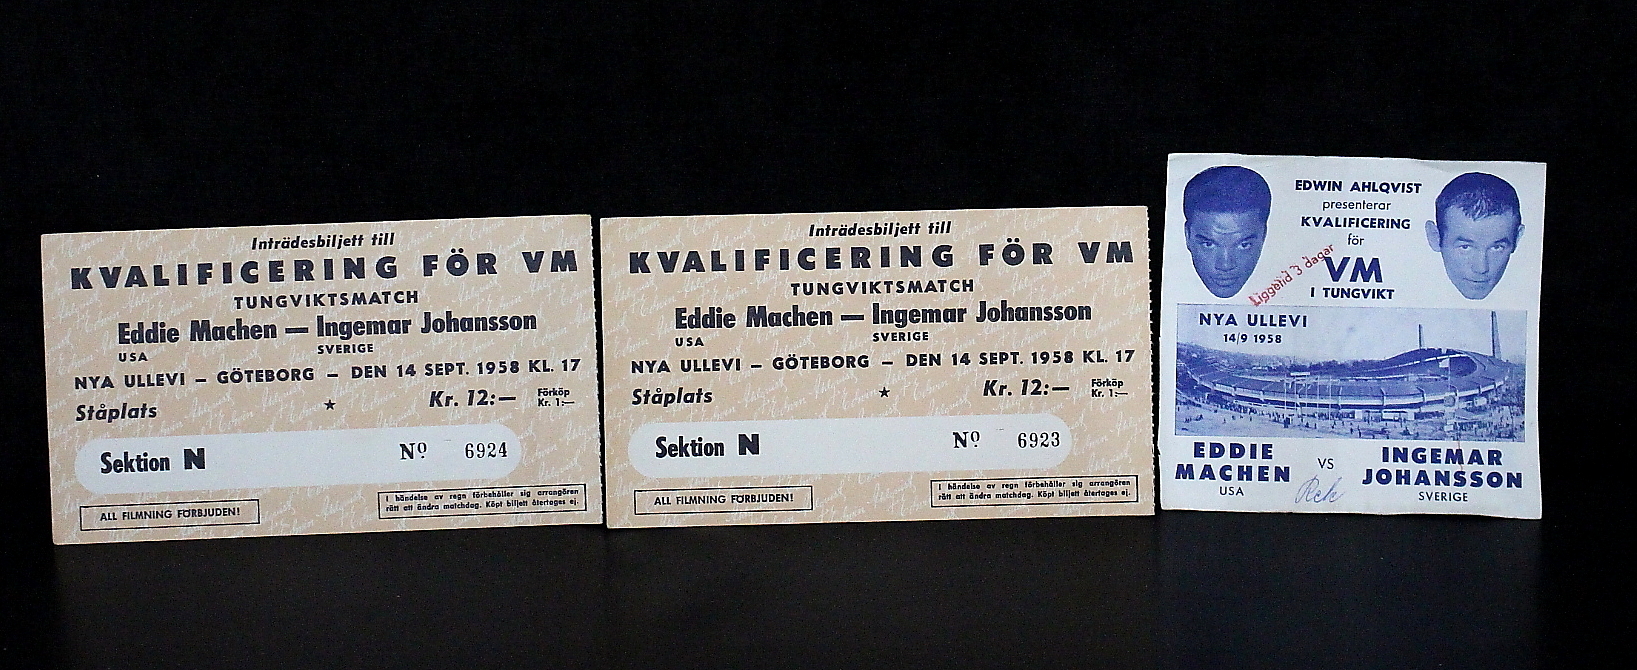 Inträdesbiljett till
KVALIFICERING FÖR VM
TUNGVIKTSMATCH
Eddie Machen — Ingemar Johansson
USA SVERIGE
NYA ULLEVI – GÖTEBORG – DEN 14 SEPT. 1958 KL. 17
Ståplats ★ Kr. 12:— Förköp
Kr. 1:—
Sektion N Nº 6924
ALL FILMNING FÖRBJUDEN!
I händelse av regn förbehåller sig arrangören
rätt att ändra matchdag. Köpt biljett återtages ej.
Inträdesbiljett till
KVALIFICERING FÖR VM
TUNGVIKTSMATCH
Eddie Machen — Ingemar Johansson
USA SVERIGE
NYA ULLEVI – GÖTEBORG – DEN 14 SEPT. 1958 KL. 17
Ståplats ★ Kr. 12:— Förköp
Kr. 1:—
Sektion N Nº 6923
ALL FILMNING FÖRBJUDEN!
I händelse av regn förbehåller sig arrangören
rätt att ändra matchdag. Köpt biljett återtages ej.
EDWIN AHLQVIST
presenterar
KVALIFICERING
för
VM
I TUNGVIKT
Liggetid 3 dagar
NYA ULLEVI
14/9 1958
EDDIE
MACHEN
USA
VS
INGEMAR
JOHANSSON
SVERIGE